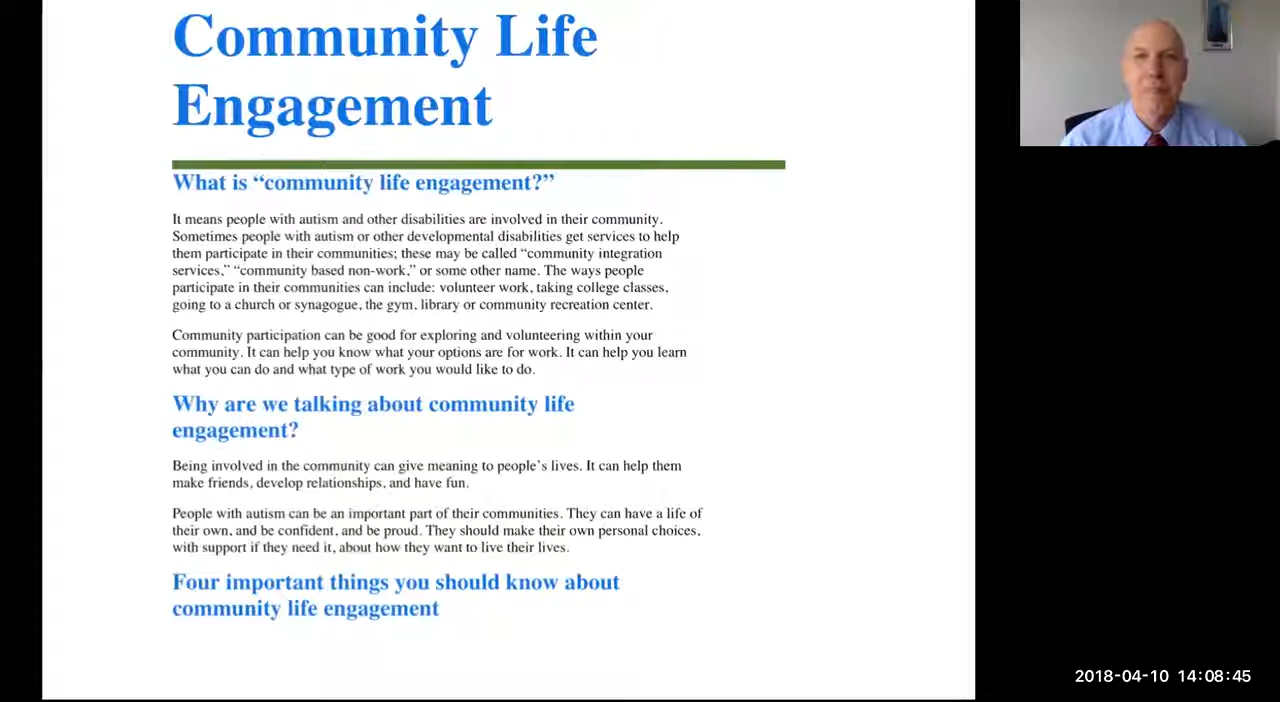 Community Life
Engagement
What is “community life engagement?”
It means people with autism and other disabilities are involved in their community.
Sometimes people with autism or other developmental disabilities get services to help
them participate in their communities; these may be called “community integration
services,” “community based non-work,” or some other name. The ways people
participate in their communities can include: volunteer work, taking college classes,
going to a church or synagogue, the gym, library or community recreation center.
Community participation can be good for exploring and volunteering within your
community. It can help you know what your options are for work. It can help you learn
what you can do and what type of work you would like to do.
Why are we talking about community life
engagement?
Being involved in the community can give meaning to people’s lives. It can help them
make friends, develop relationships, and have fun.
People with autism can be an important part of their communities. They can have a life of
their own, and be confident, and be proud. They should make their own personal choices,
with support if they need it, about how they want to live their lives.
Four important things you should know about
community life engagement
2018-04-10 14:08:45